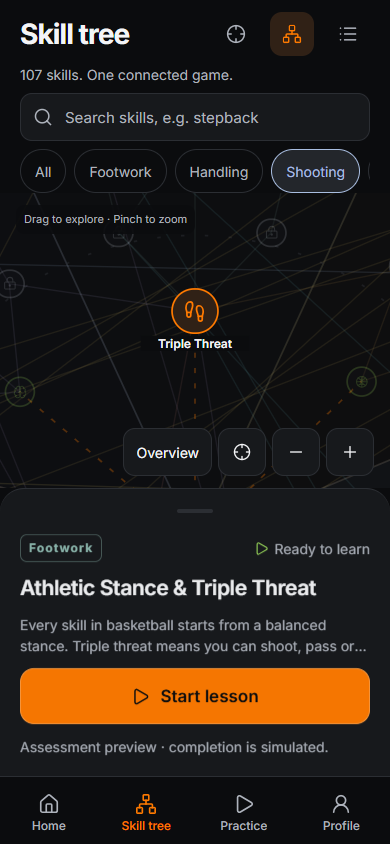 Skill tree
107 skills. One connected game.
Search skills, e.g. stepback
All
Footwork
Handling
Shooting
Drag to explore · Pinch to zoom
Triple Threat
Overview
Footwork
Ready to learn
Athletic Stance & Triple Threat
Every skill in basketball starts from a balanced
stance. Triple threat means you can shoot, pass or...
Start lesson
Assessment preview · completion is simulated.
Home
Skill tree
Practice
Profile